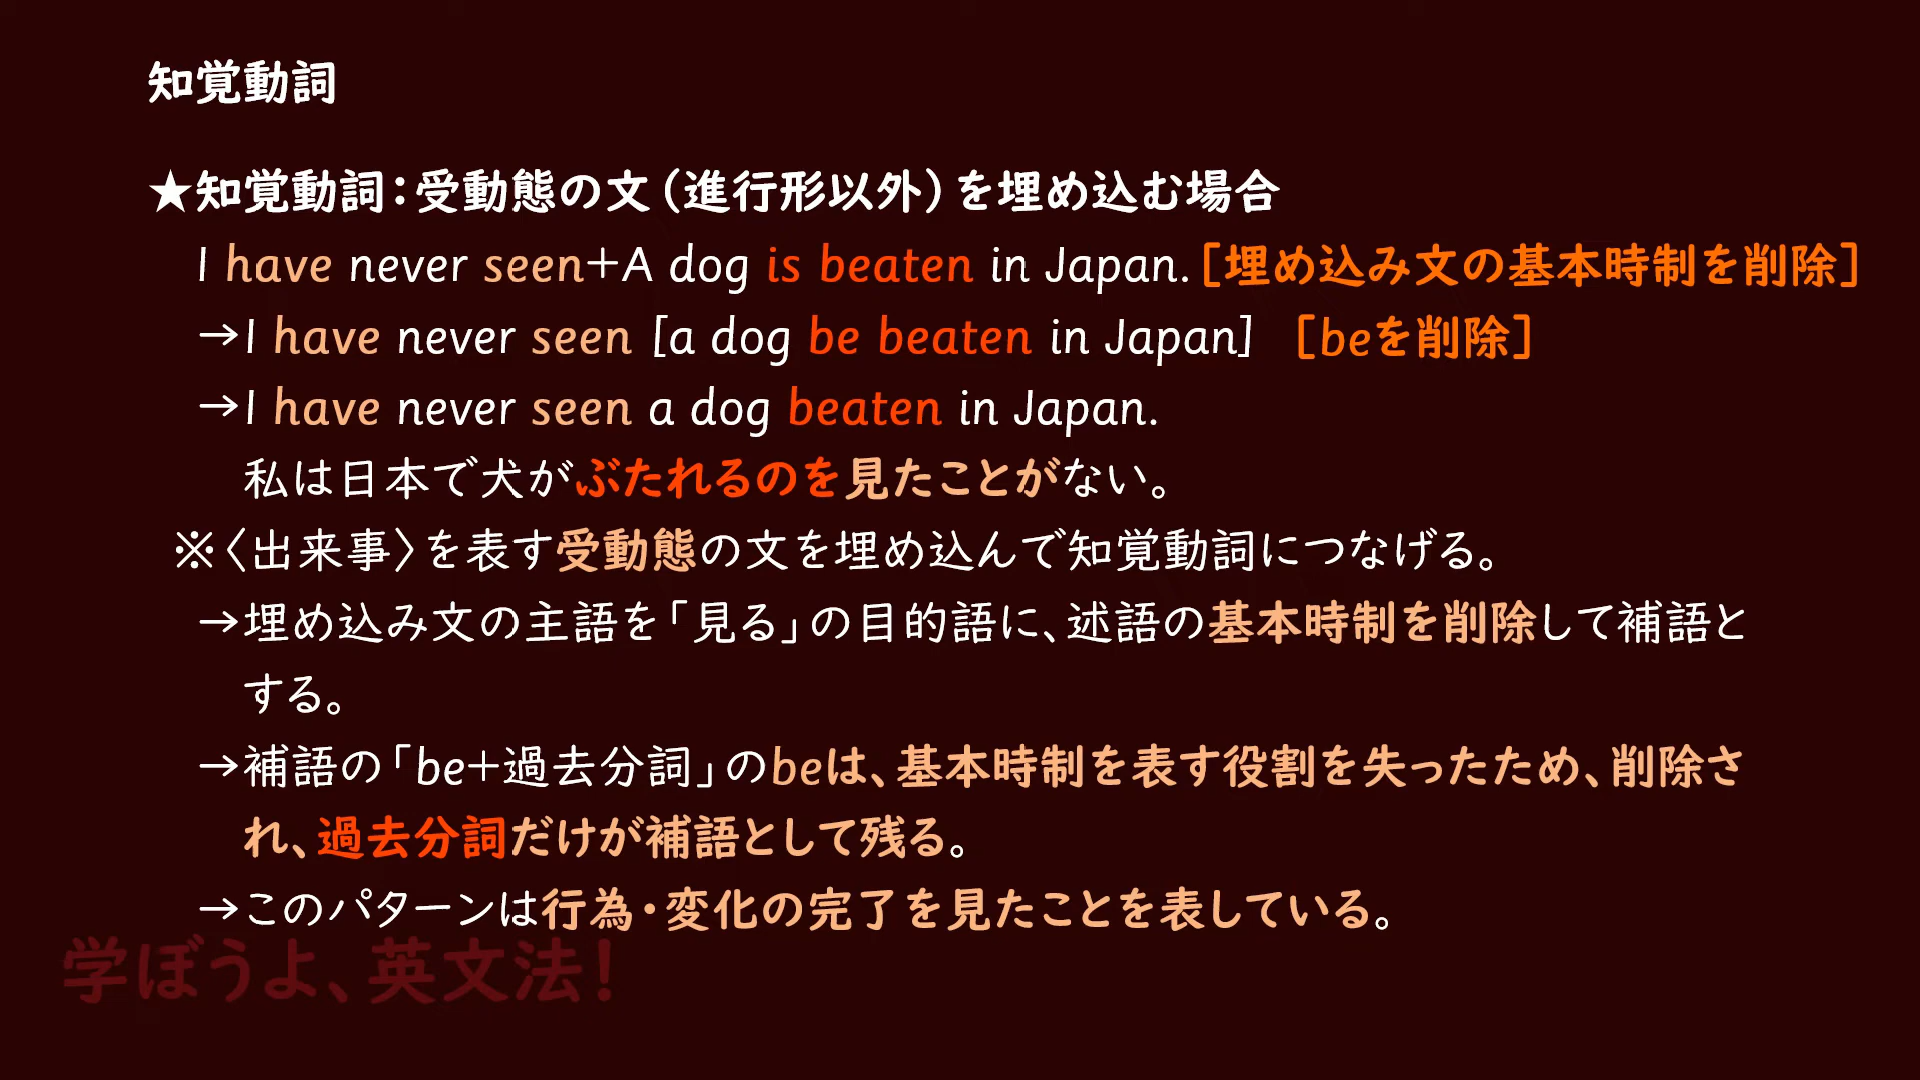 知覚動詞
★知覚動詞：受動態の文（進行形以外）を埋め込む場合
I have never seen+A dog is beaten in Japan.［埋め込み文の基本時制を削除］
→I have never seen [a dog be beaten in Japan] ［beを削除］
→I have never seen a dog beaten in Japan.
私は日本で犬がぶたれるのを見たことがない。
※〈出来事〉を表す受動態の文を埋め込んで知覚動詞につなげる。
→埋め込み文の主語を「見る」の目的語に、述語の基本時制を削除して補語と
する。
→補語の「be+過去分詞」のbeは、基本時制を表す役割を失ったため、削除さ
れ、過去分詞だけが補語として残る。
→このパターンは行為・変化の完了を見たことを表している。
学ぼうよ、英文法！